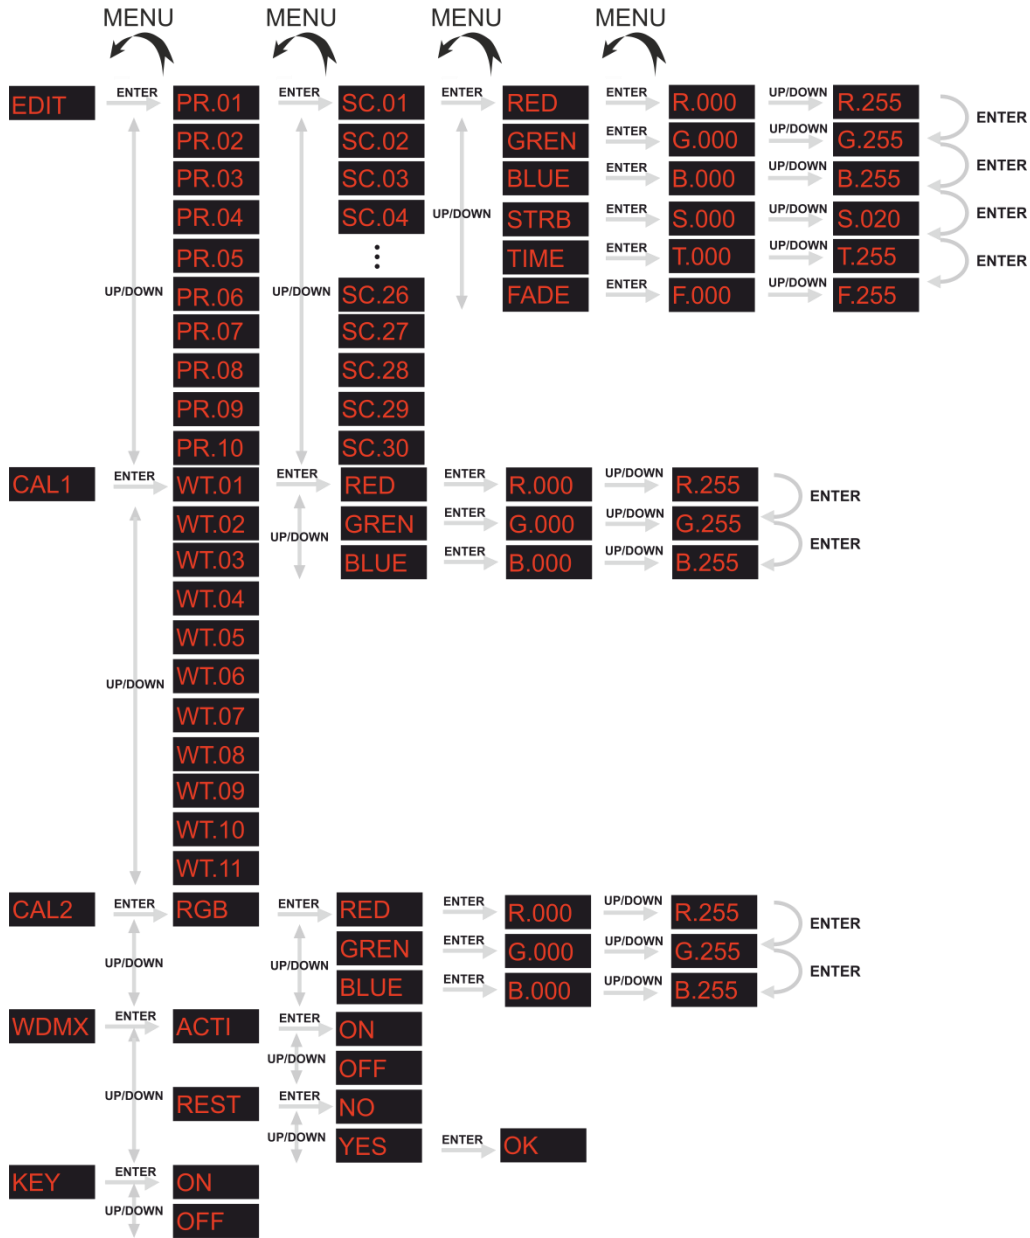 MENU MENU MENU MENU
EDIT ENTER PR.01 ENTER SC.01 ENTER RED ENTER R.000 UP/DOWN R.255
ENTER
PR.02 SC.02 GREN ENTER G.000 UP/DOWN G.255
ENTER
PR.03 SC.03 BLUE ENTER B.000 UP/DOWN B.255
PR.04 SC.04 UP/DOWN STRB ENTER S.000 UP/DOWN S.020
ENTER
PR.05 TIME ENTER T.000 UP/DOWN T.255
ENTER
UP/DOWN PR.06 UP/DOWN SC.26 FADE ENTER F.000 UP/DOWN F.255
PR.07 SC.27
PR.08 SC.28
PR.09 SC.29
PR.10 SC.30
CAL1 ENTER WT.01 ENTER RED ENTER R.000 UP/DOWN R.255
ENTER
WT.02 UP/DOWN GREN ENTER G.000 UP/DOWN G.255
ENTER
WT.03 BLUE ENTER B.000 UP/DOWN B.255
WT.04
WT.05
UP/DOWN WT.06
WT.07
WT.08
WT.09
WT.10
WT.11
CAL2 ENTER RGB ENTER RED ENTER R.000 UP/DOWN R.255
ENTER
GREN ENTER G.000 UP/DOWN G.255
UP/DOWN UP/DOWN ENTER
BLUE ENTER B.000 UP/DOWN B.255
WDMX ENTER ACTI ENTER ON
UP/DOWN OFF
UP/DOWN REST ENTER NO
UP/DOWN YES ENTER OK
KEY ENTER ON
UP/DOWN OFF